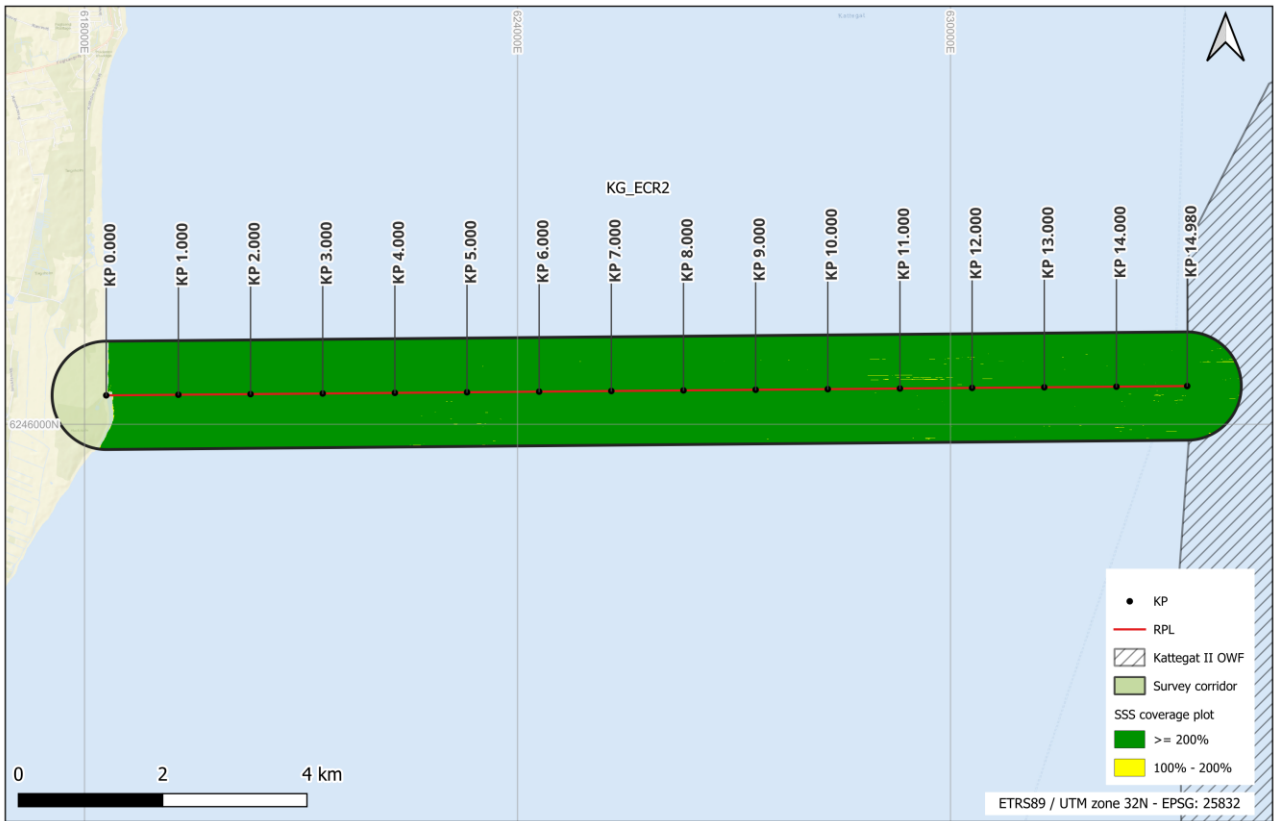 618000E
624000E
630000E
Kattegat
KG_ECR2
KP 0.000
KP 1.000
KP 2.000
KP 3.000
KP 4.000
KP 5.000
KP 6.000
KP 7.000
KP 8.000
KP 9.000
KP 10.000
KP 11.000
KP 12.000
KP 13.000
KP 14.000
KP 14.980
6246000N
KP
RPL
Kattegat II OWF
Survey corridor
SSS coverage plot
>= 200%
100% - 200%
0 2 4 km
ETRS89 / UTM zone 32N - EPSG: 25832